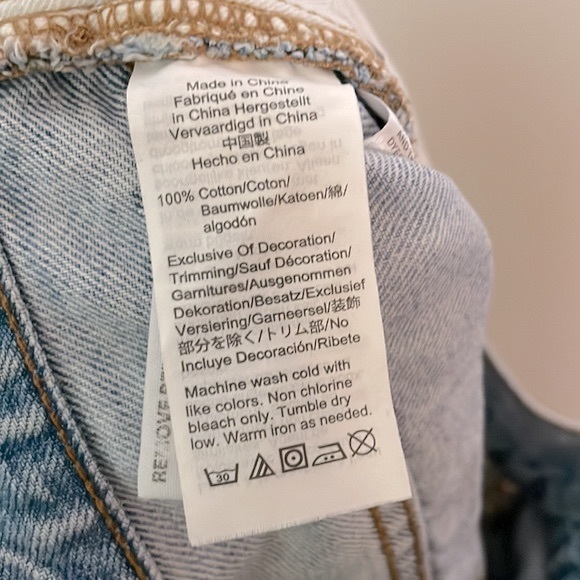 Made in China
Fabriqué en Chine
in China Hergestellt
Vervaardigd in China
中国製
Hecho en China
100% Cotton/Coton/
Baumwolle/Katoen/綿/
algodón
Exclusive Of Decoration/
Trimming/Sauf Décoration/
Garnitures/Ausgenommen
Dekoration/Besatz/Exclusief
Versiering/Garneersel/装飾
部分を除く/トリム部/No
Incluye Decoración/Ribete
Machine wash cold with
like colors. Non chlorine
bleach only. Tumble dry
low. Warm iron as needed.
30
REMOVE